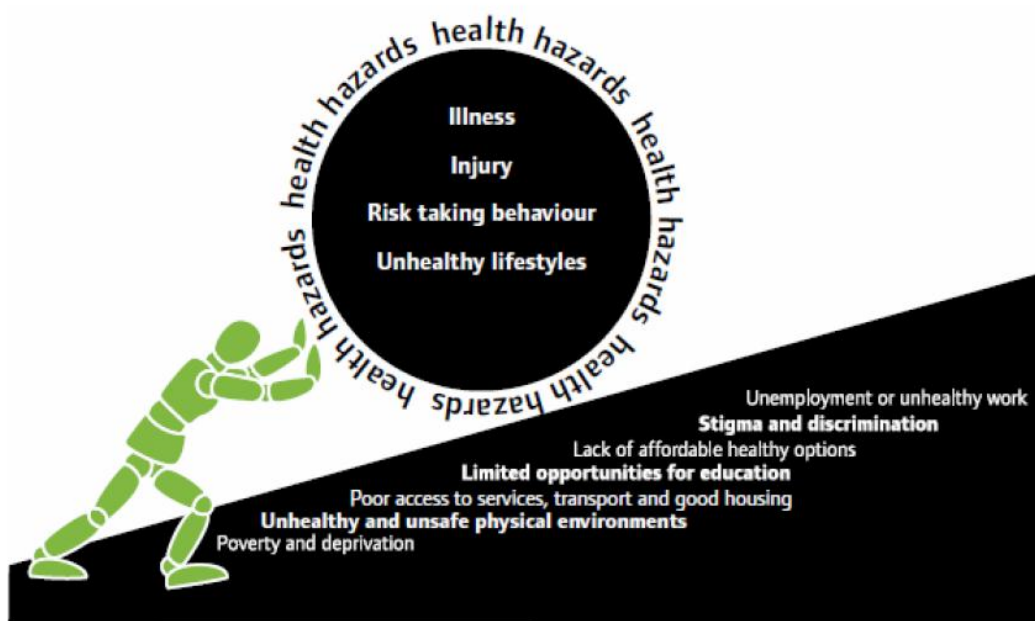 health hazards health hazards health hazards health hazards health hazards health hazards
Illness
Injury
Risk taking behaviour
Unhealthy lifestyles
Unemployment or unhealthy work
Stigma and discrimination
Lack of affordable healthy options
Limited opportunities for education
Poor access to services, transport and good housing
Unhealthy and unsafe physical environments
Poverty and deprivation